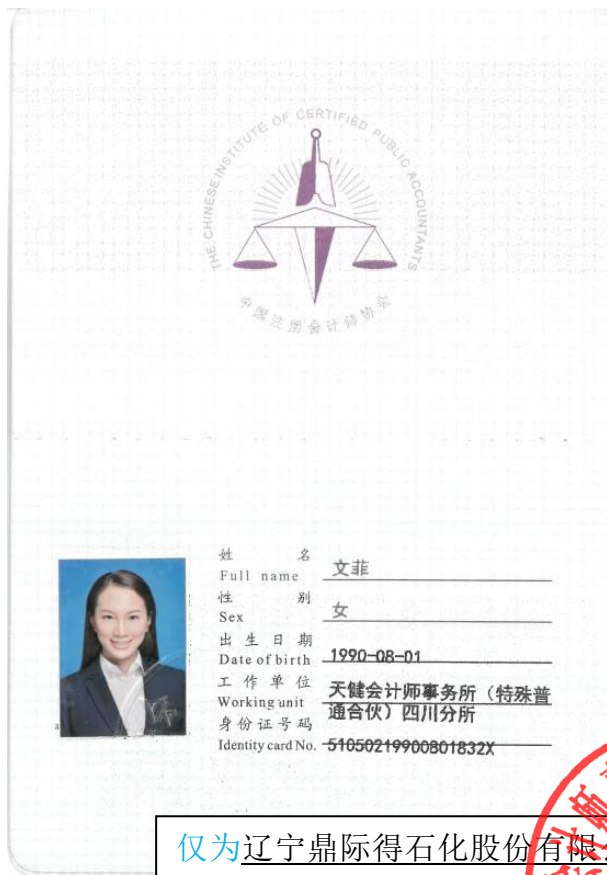 THE CHINESE INSTITUTE OF CERTIFIED PUBLIC ACCOUNTANTS
中国注册会计师协会
姓 名
Full name 文菲
性 别
Sex 女
出生日期
Date of birth 1990-08-01
工作单位
Working unit 天健会计师事务所（特殊普
通合伙）四川分所
身份证号码
Identity card No. 51050219900801832X
仅为辽宁鼎际得石化股份有限